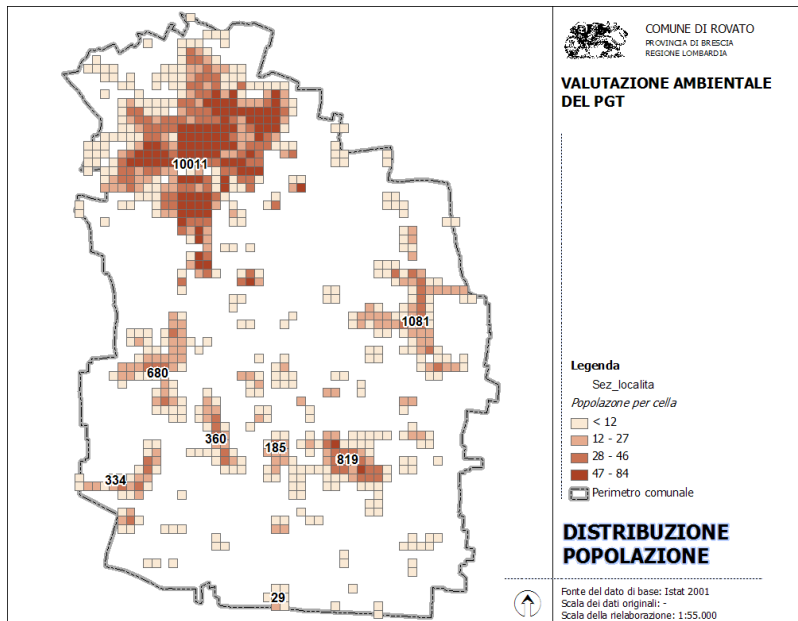 COMUNE DI ROVATO
PROVINCIA DI BRESCIA
REGIONE LOMBARDIA
VALUTAZIONE AMBIENTALE
DEL PGT
10011
1081
680
360
185
819
334
29
Legenda
Sez_localita
Popolazone per cella
< 12
12 - 27
28 - 46
47 - 84
Perimetro comunale
DISTRIBUZIONE
POPOLAZIONE
Fonte del dato di base: Istat 2001
Scala dei dati originali: -
Scala della rielaborazione: 1:55.000